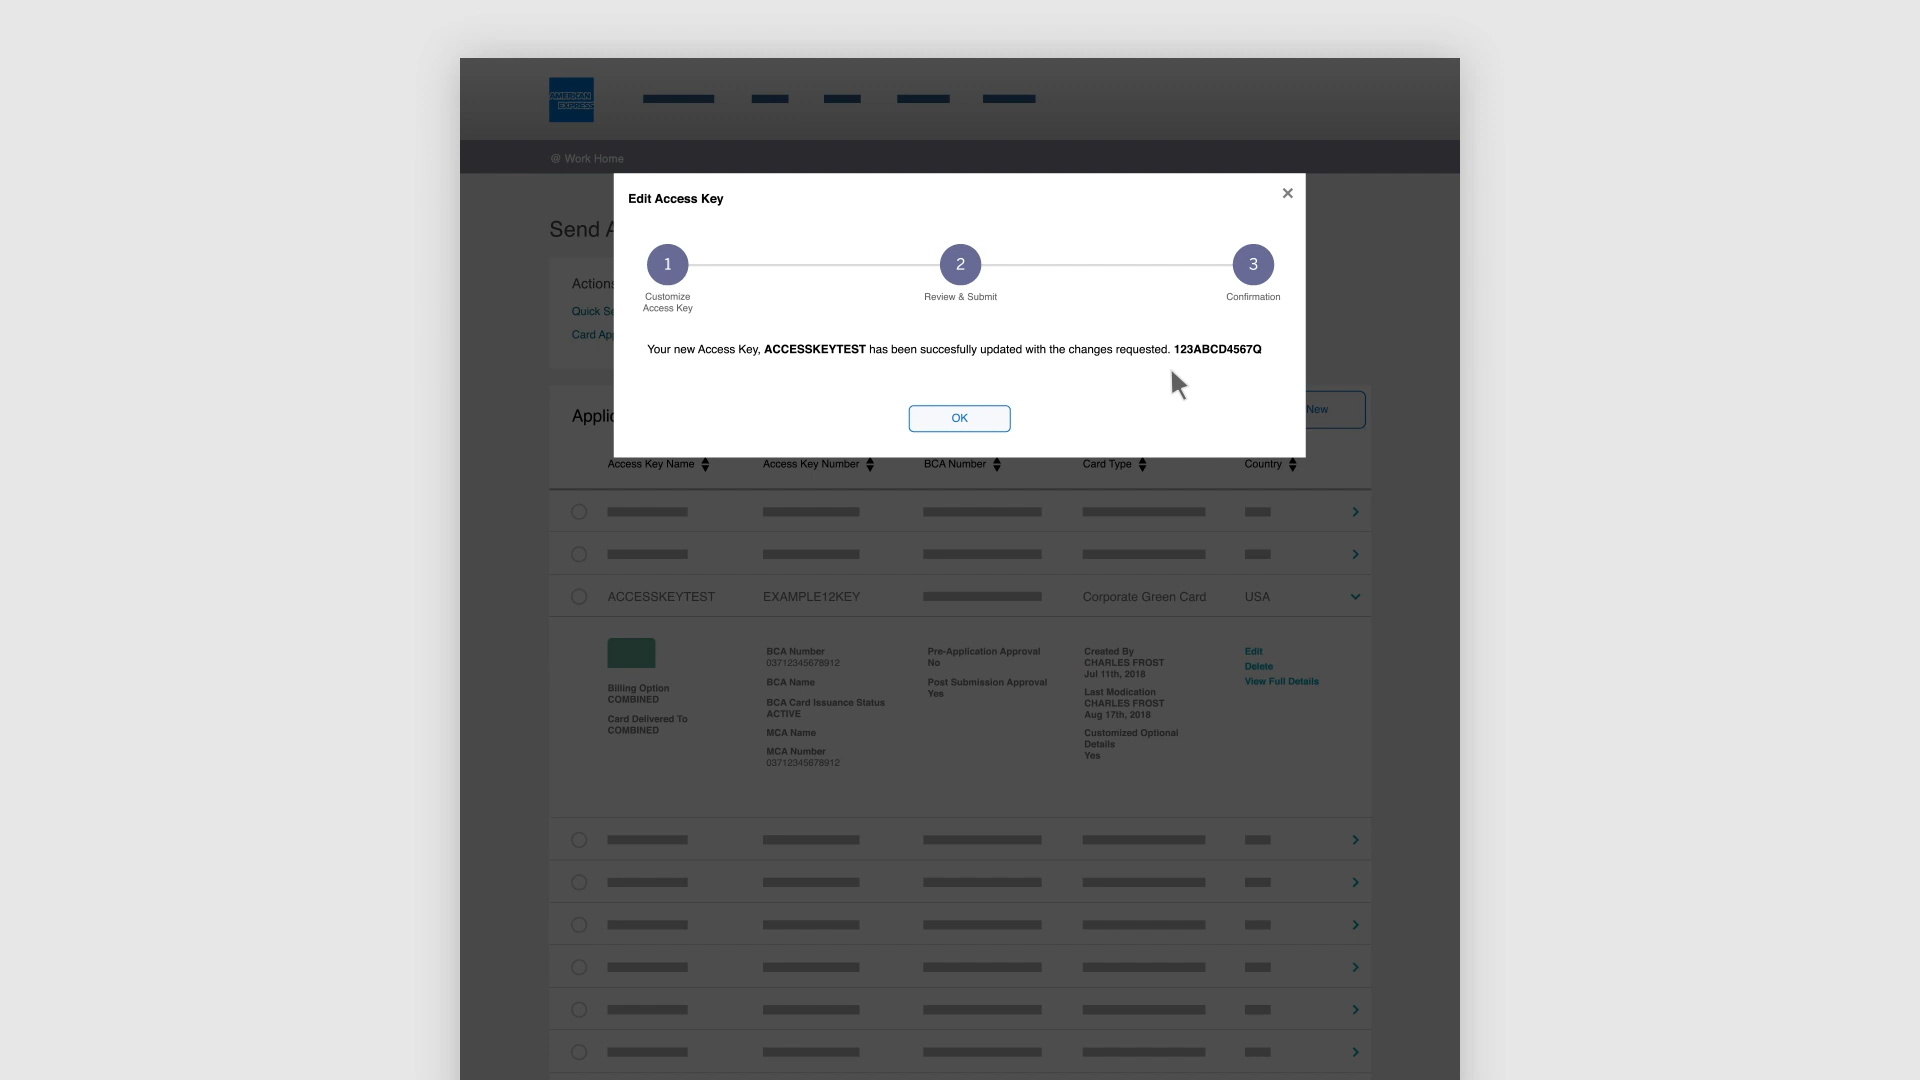 AMERICAN
EXPRESS
@ Work Home
Send A
Edit Access Key
×
1
2
3
Customize
Access Key
Review & Submit
Confirmation
Your new Access Key, ACCESSKEYTEST has been succesfully updated with the changes requested. 123ABCD4567Q
OK
Actions
Quick Se
Card App
Applic
New
Access Key Name
Access Key Number
BCA Number
Card Type
Country
ACCESSKEYTEST
EXAMPLE12KEY
Corporate Green Card
USA
Billing Option
COMBINED
Card Delivered To
COMBINED
BCA Number
03712345678912
BCA Name
BCA Card Issuance Status
ACTIVE
MCA Name
MCA Number
03712345678912
Pre-Application Approval
No
Post Submission Approval
Yes
Created By
CHARLES FROST
Jul 11th, 2018
Last Modication
CHARLES FROST
Aug 17th, 2018
Customized Optional
Details
Yes
Edit
Delete
View Full Details